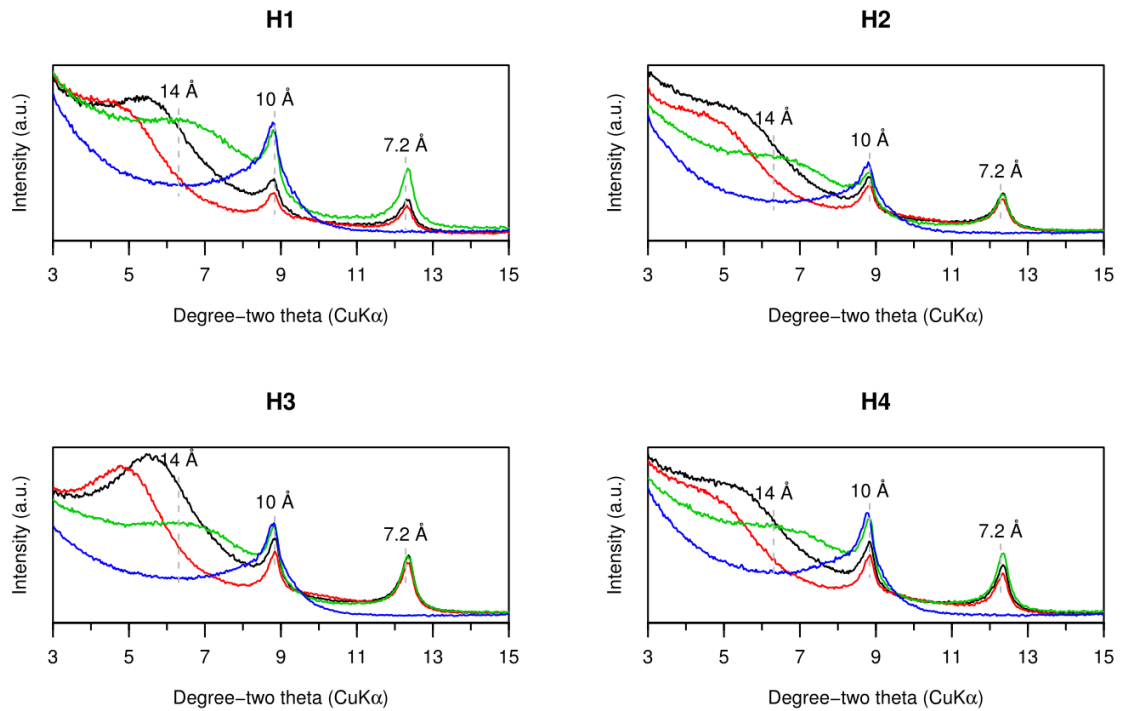 H1
Intensity (a.u.)
14 Å
10 Å
7.2 Å
3 5 7 9 11 13 15
Degree−two theta (CuKα)
H2
Intensity (a.u.)
14 Å
10 Å
7.2 Å
3 5 7 9 11 13 15
Degree−two theta (CuKα)
H3
Intensity (a.u.)
14 Å
10 Å
7.2 Å
3 5 7 9 11 13 15
Degree−two theta (CuKα)
H4
Intensity (a.u.)
14 Å
10 Å
7.2 Å
3 5 7 9 11 13 15
Degree−two theta (CuKα)